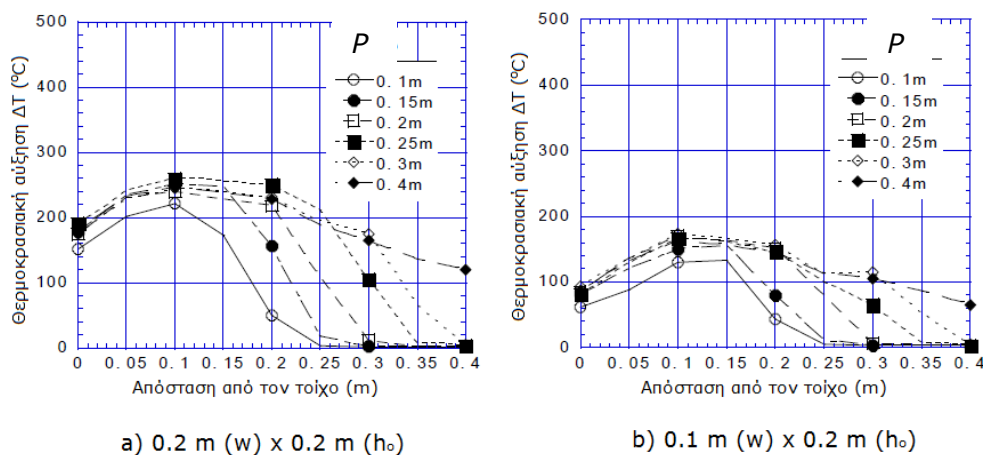 500
400
300
200
100
0
Θερμοκρασιακή αύξηση ΔΤ (ºC)
P
0. 1m
0. 15m
0. 2m
0. 25m
0. 3m
0. 4m
0 0. 05 0. 1 0. 15 0. 2 0. 25 0. 3 0. 35 0. 4
Απόσταση από τον τοίχο (m)
a) 0.2 m (w) x 0.2 m (hₒ)
500
400
300
200
100
0
Θερμοκρασιακή αύξηση ΔΤ (ºC)
P
0. 1m
0. 15m
0. 2m
0. 25m
0. 3m
0. 4m
0 0. 05 0. 1 0. 15 0. 2 0. 25 0. 3 0. 35 0. 4
Απόσταση από τον τοίχο (m)
b) 0.1 m (w) x 0.2 m (hₒ)